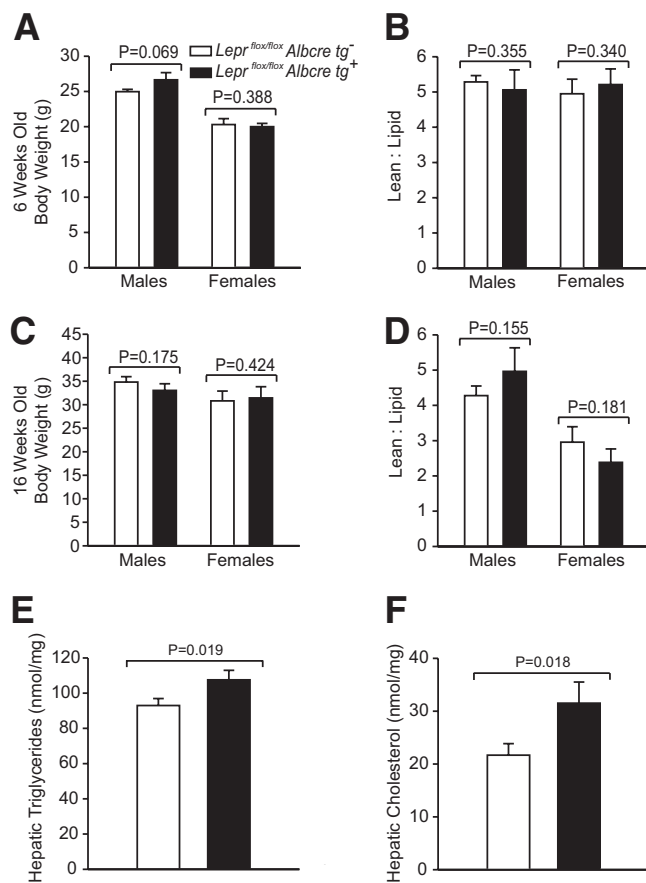 A
P=0.069
Lepr flox/flox Albcre tg-
Lepr flox/flox Albcre tg+
P=0.388
6 Weeks Old
Body Weight (g)
30
25
20
15
10
5
0
Males Females
B
P=0.355 P=0.340
Lean : Lipid
6
5
4
3
2
1
0
Males Females
C
P=0.175 P=0.424
16 Weeks Old
Body Weight (g)
45
35
40
35
30
25
20
15
10
5
0
Males Females
D
P=0.155
P=0.181
Lean : Lipid
6
5
4
3
2
1
0
Males Females
E
P=0.019
Hepatic Triglycerides (nmol/mg)
120
100
80
60
40
20
0
F
P=0.018
Hepatic Cholesterol (nmol/mg)
40
30
20
10
0